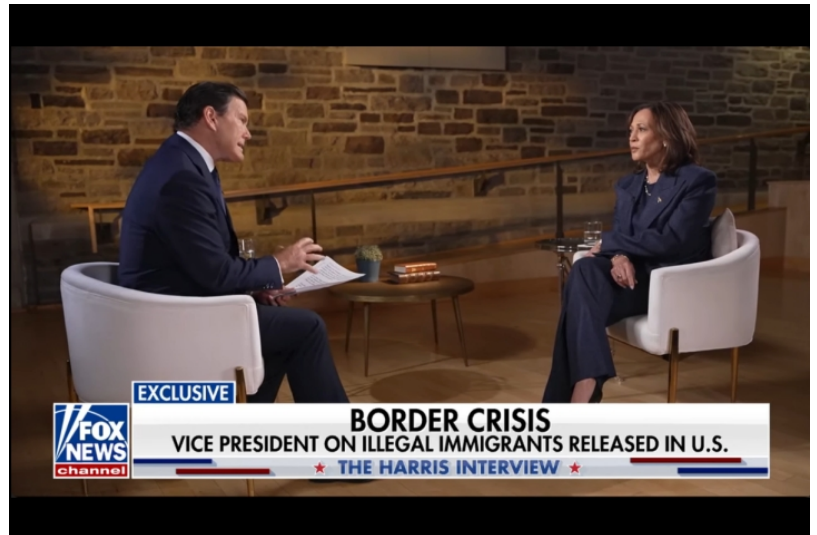 EXCLUSIVE
BORDER CRISIS
VICE PRESIDENT ON ILLEGAL IMMIGRANTS RELEASED IN U.S.
THE HARRIS INTERVIEW
FOX
NEWS
channel